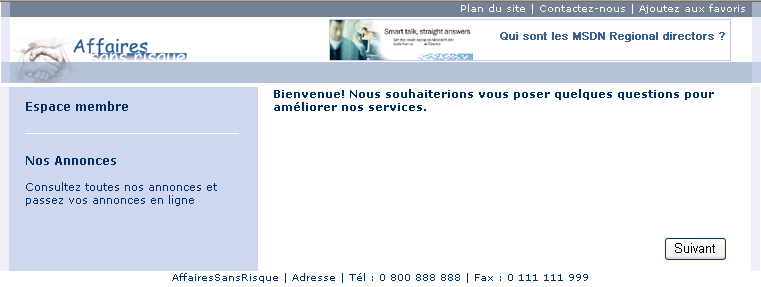 Plan du site | Contactez-nous | Ajoutez aux favoris
Affaires
sans risque
Smart talk, straight answers
Qui sont les MSDN Regional directors ?
Espace membre
Bienvenue! Nous souhaiterions vous poser quelques questions pour
améliorer nos services.
Nos Annonces
Consultez toutes nos annonces et
passez vos annonces en ligne
Suivant
AffairesSansRisque | Adresse | Tél : 0 800 888 888 | Fax : 0 111 111 999